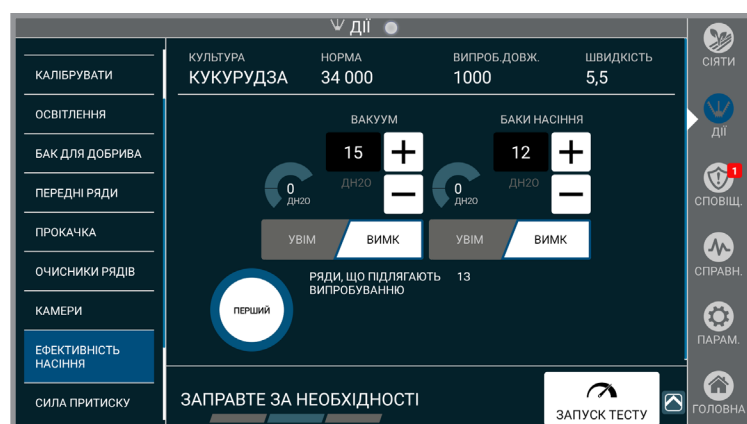 ДІЇ
КАЛІБРУВАТИ
ОСВІТЛЕННЯ
БАК ДЛЯ ДОБРИВА
ПЕРЕДНІ РЯДИ
ПРОКАЧКА
ОЧИСНИКИ РЯДІВ
КАМЕРИ
ЕФЕКТИВНІСТЬ
НАСІННЯ
СИЛА ПРИТИСКУ
КУЛЬТУРА НОРМА ВИПРОБ.ДОВЖ. ШВИДКІСТЬ
КУКУРУДЗА 34 000 1000 5,5
ВАКУУМ БАКИ НАСІННЯ
15 + 12 +
0 ДН2О − 0 ДН2О −
ДН2О ДН2О
УВІМ ВИМК УВІМ ВИМК
РЯДИ, ЩО ПІДЛЯГАЮТЬ 13
ВИПРОБУВАННЮ
ПЕРШИЙ
ЗАПРАВТЕ ЗА НЕОБХІДНОСТІ
ЗАПУСК ТЕСТУ
СІЯТИ
ДІЇ
1
СПОВІЩ.
СПРАВН.
ПАРАМ.
ГОЛОВНА